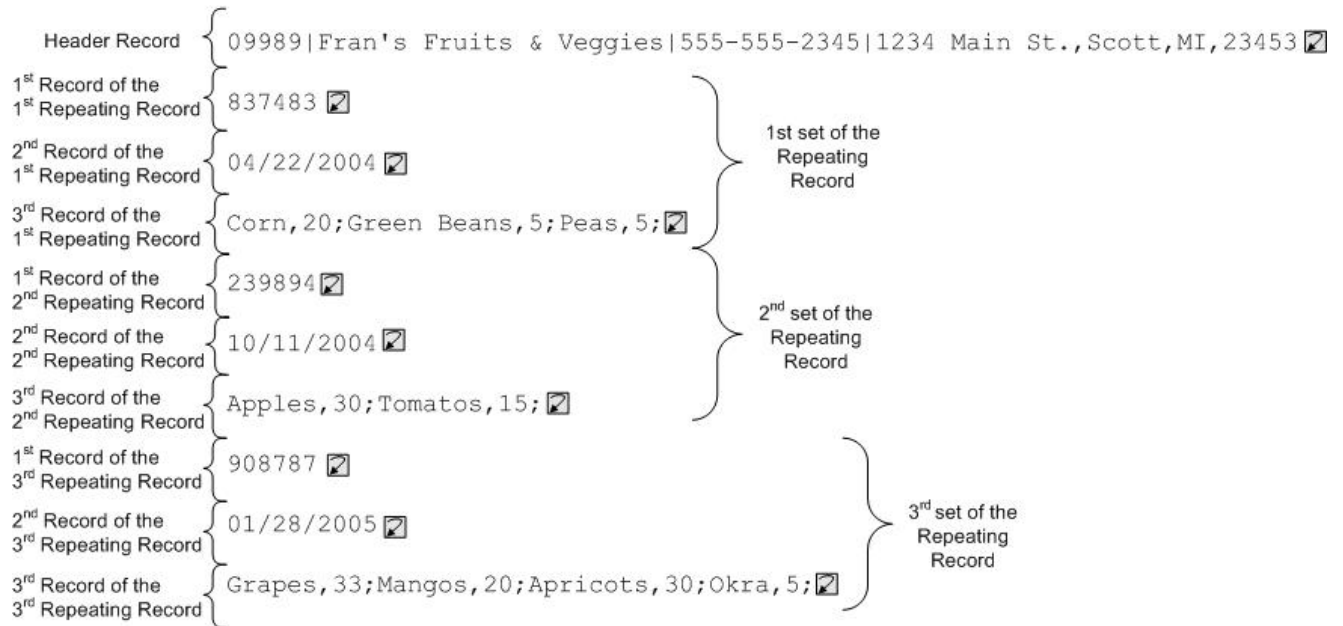 Header Record
09989|Fran's Fruits & Veggies|555-555-2345|1234 Main St.,Scott,MI,23453
1st Record of the
1st Repeating Record
837483
2nd Record of the
1st Repeating Record
04/22/2004
3rd Record of the
1st Repeating Record
Corn,20;Green Beans,5;Peas,5;
1st set of the
Repeating
Record
1st Record of the
2nd Repeating Record
239894
2nd Record of the
2nd Repeating Record
10/11/2004
3rd Record of the
2nd Repeating Record
Apples,30;Tomatos,15;
2nd set of the
Repeating
Record
1st Record of the
3rd Repeating Record
908787
2nd Record of the
3rd Repeating Record
01/28/2005
3rd Record of the
3rd Repeating Record
Grapes,33;Mangos,20;Apricots,30;Okra,5;
3rd set of the
Repeating
Record